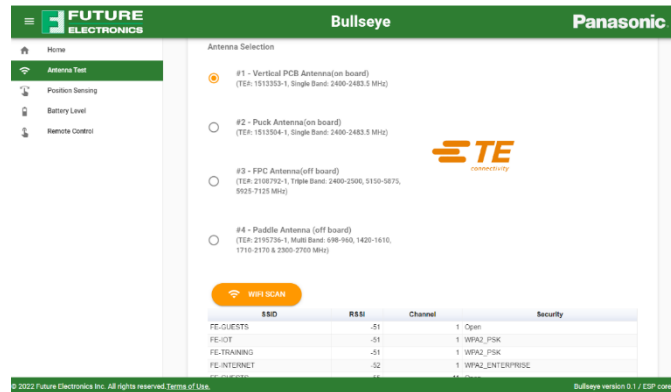 FUTURE
ELECTRONICS
Bullseye
Panasonic
Home
Antenna Test
Position Sensing
Battery Level
Remote Control
Antenna Selection
#1 - Vertical PCB Antenna(on board)
(TE#: 1513353-1, Single Band: 2400-2483.5 MHz)
#2 - Puck Antenna(on board)
(TE#: 1513504-1, Single Band: 2400-2483.5 MHz)
#3 - FPC Antenna(off board)
(TE#: 2108792-1, Triple Band: 2400-2500, 5150-5875,
5925-7125 MHz)
#4 - Paddle Antenna (off board)
(TE#: 2195736-1, Multi Band: 698-960, 1420-1610,
1710-2170 & 2300-2700 MHz)
TE
connectivity
WIFI SCAN
SSID RSSI Channel Security
FE-GUESTS -51 1 Open
FE-IOT -51 1 WPA2_PSK
FE-TRAINING -51 1 WPA2_PSK
FE-INTERNET -52 1 WPA2_ENTERPRISE
© 2022 Future Electronics Inc. All rights reserved.Terms of Use.
Bullseye version 0.1 / ESP core